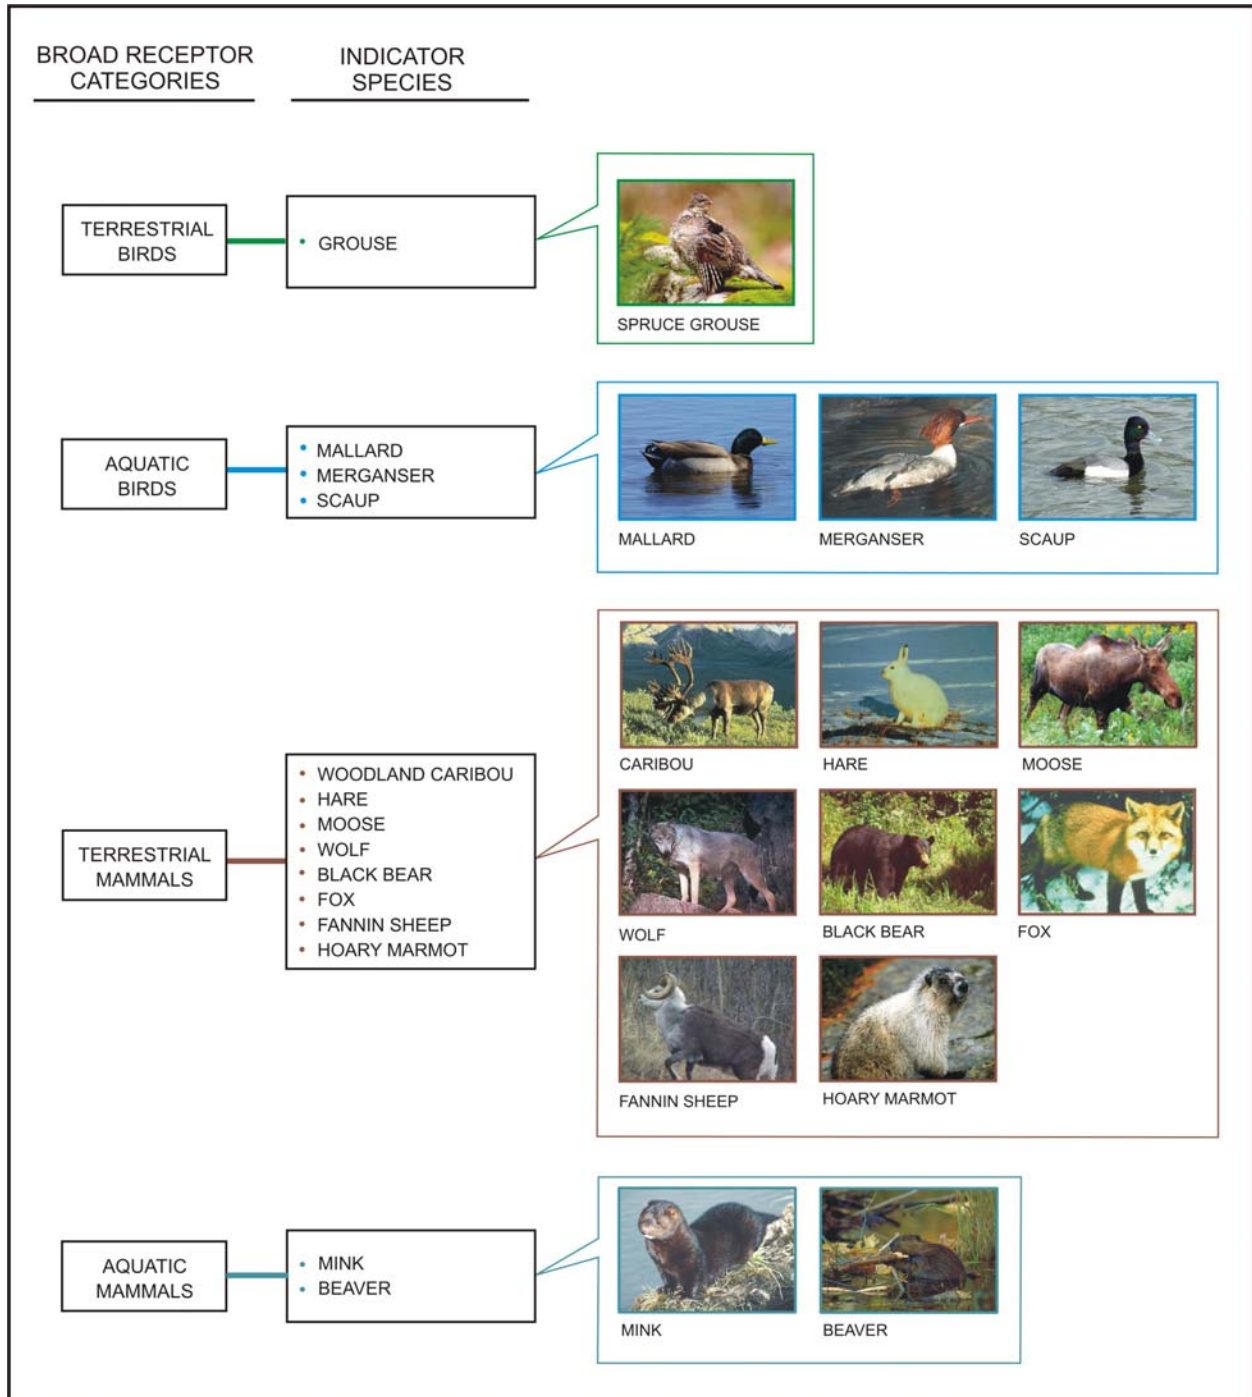 BROAD RECEPTOR
CATEGORIES
INDICATOR
SPECIES
TERRESTRIAL
BIRDS
• GROUSE
SPRUCE GROUSE
AQUATIC
BIRDS
• MALLARD
• MERGANSER
• SCAUP
MALLARD
MERGANSER
SCAUP
TERRESTRIAL
MAMMALS
• WOODLAND CARIBOU
• HARE
• MOOSE
• WOLF
• BLACK BEAR
• FOX
• FANNIN SHEEP
• HOARY MARMOT
CARIBOU
HARE
MOOSE
WOLF
BLACK BEAR
FOX
FANNIN SHEEP
HOARY MARMOT
AQUATIC
MAMMALS
• MINK
• BEAVER
MINK
BEAVER